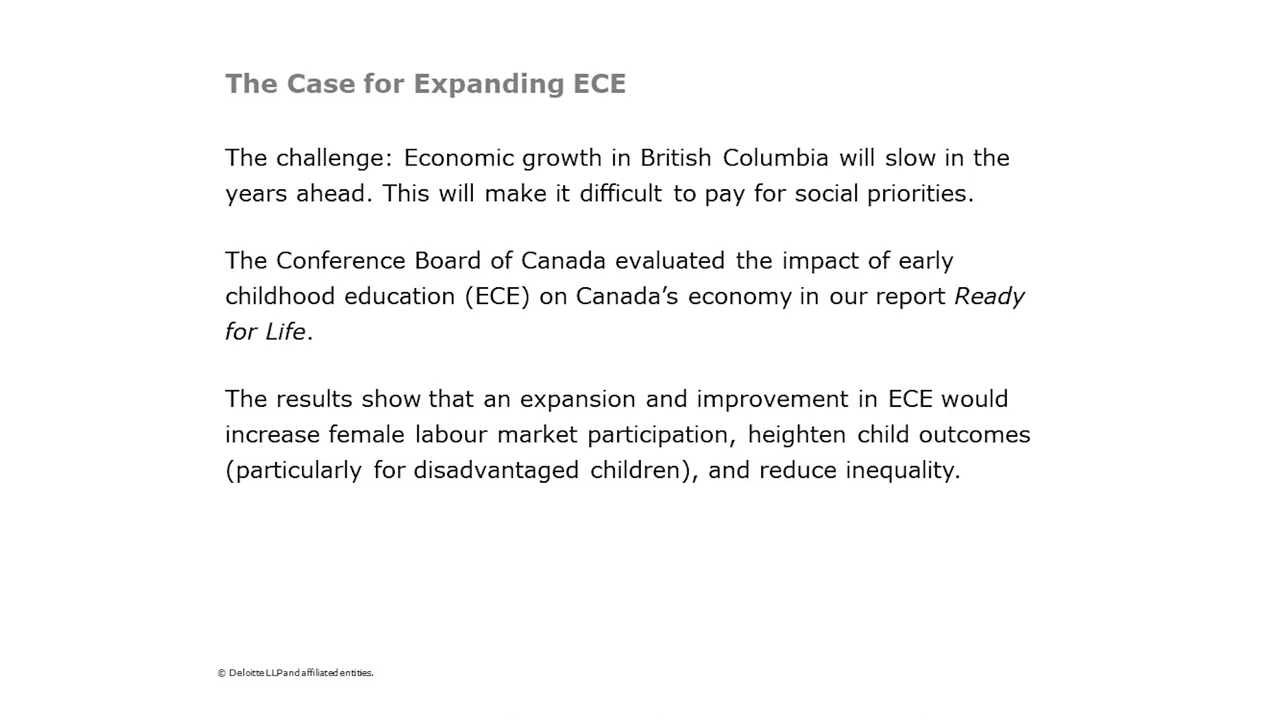 The Case for Expanding ECE
The challenge: Economic growth in British Columbia will slow in the
years ahead. This will make it difficult to pay for social priorities.
The Conference Board of Canada evaluated the impact of early
childhood education (ECE) on Canada’s economy in our report Ready
for Life.
The results show that an expansion and improvement in ECE would
increase female labour market participation, heighten child outcomes
(particularly for disadvantaged children), and reduce inequality.
© Deloitte LLP and affiliated entities.